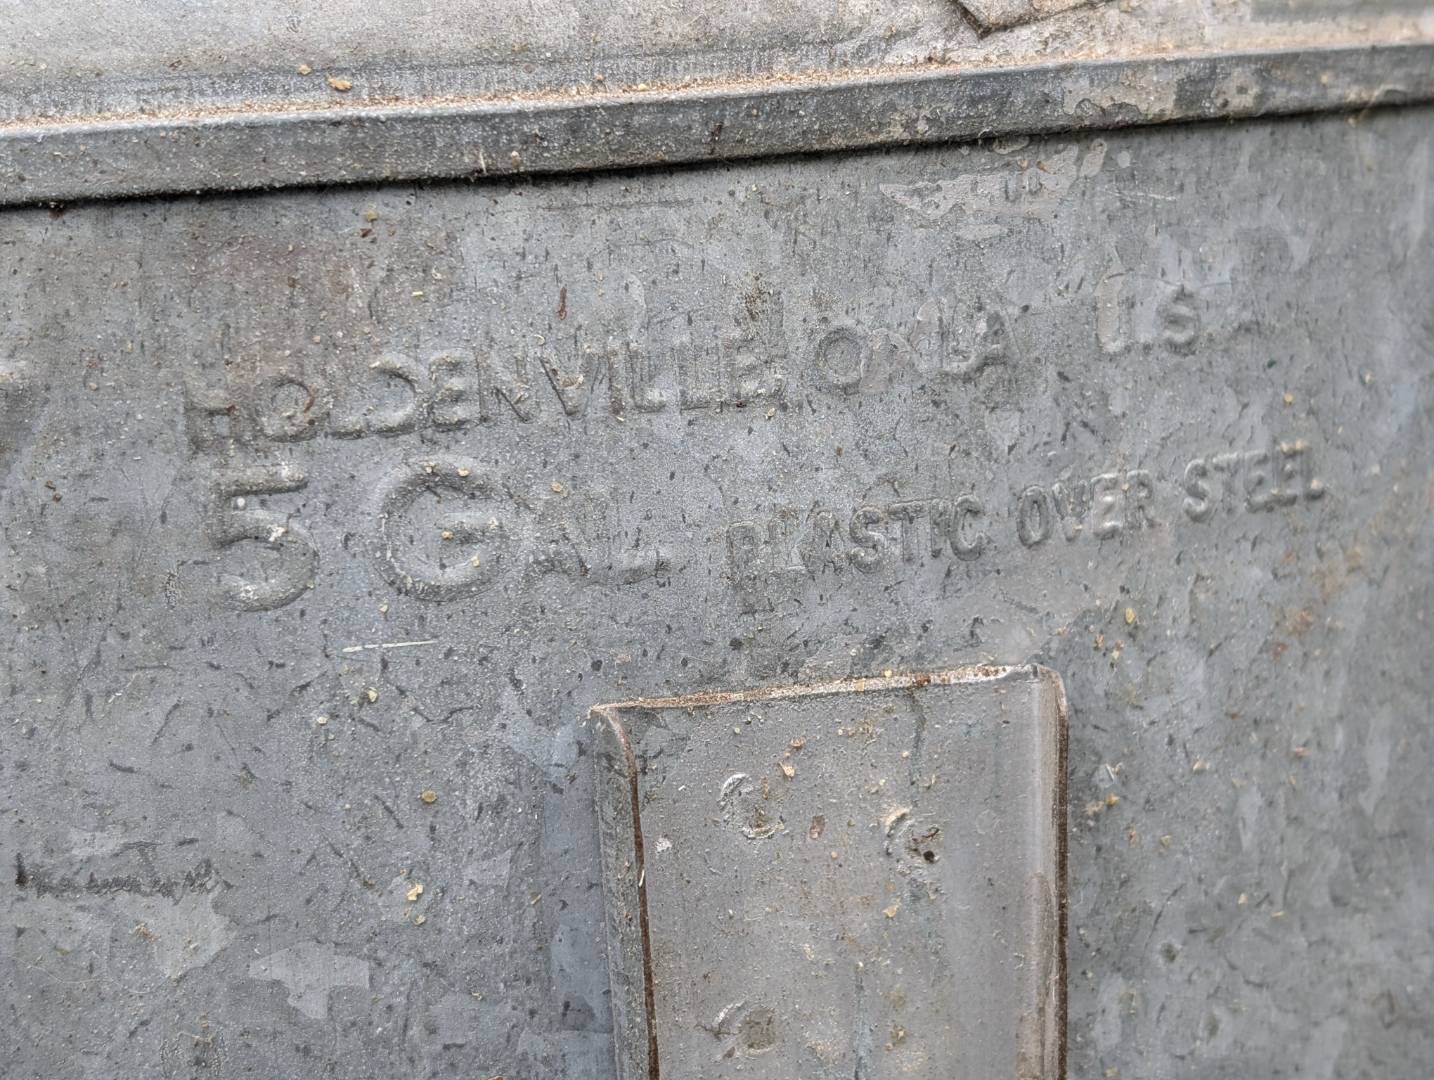 HOLDENVILLE, OKLA U.S.A
5 GAL PLASTIC OVER STEEL